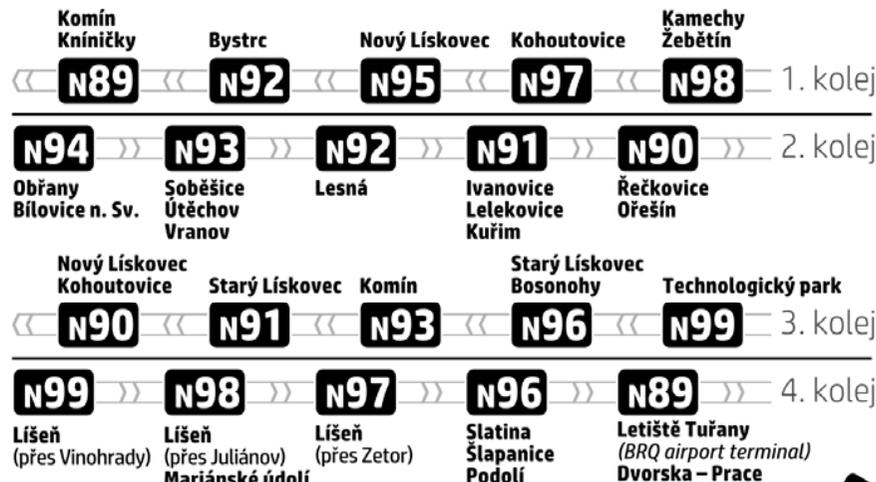 Komín Kamechy
Kníničky Bystrc Nový Lískovec Kohoutovice Žebětín
N89 N92 N95 N97 N98 1. kolej
N94 N93 N92 N91 N90 2. kolej
Obřany Soběšice Lesná Ivanovice Řečkovice
Bílovice n. Sv. Útěchov Lelekovice Ořešín
Vranov Kuřim
Nový Lískovec Starý Lískovec
Kohoutovice Starý Lískovec Komín Bosonohy Technologický park
N90 N91 N93 N96 N99 3. kolej
N99 N98 N97 N96 N89 4. kolej
Líšeň Líšeň Líšeň Slatina Letiště Tuřany
(přes Vinohrady) (přes Juliánov) (přes Zetor) Šlapanice (BRQ airport terminal)
Mariánské údolí Podolí Dvorska – Prace